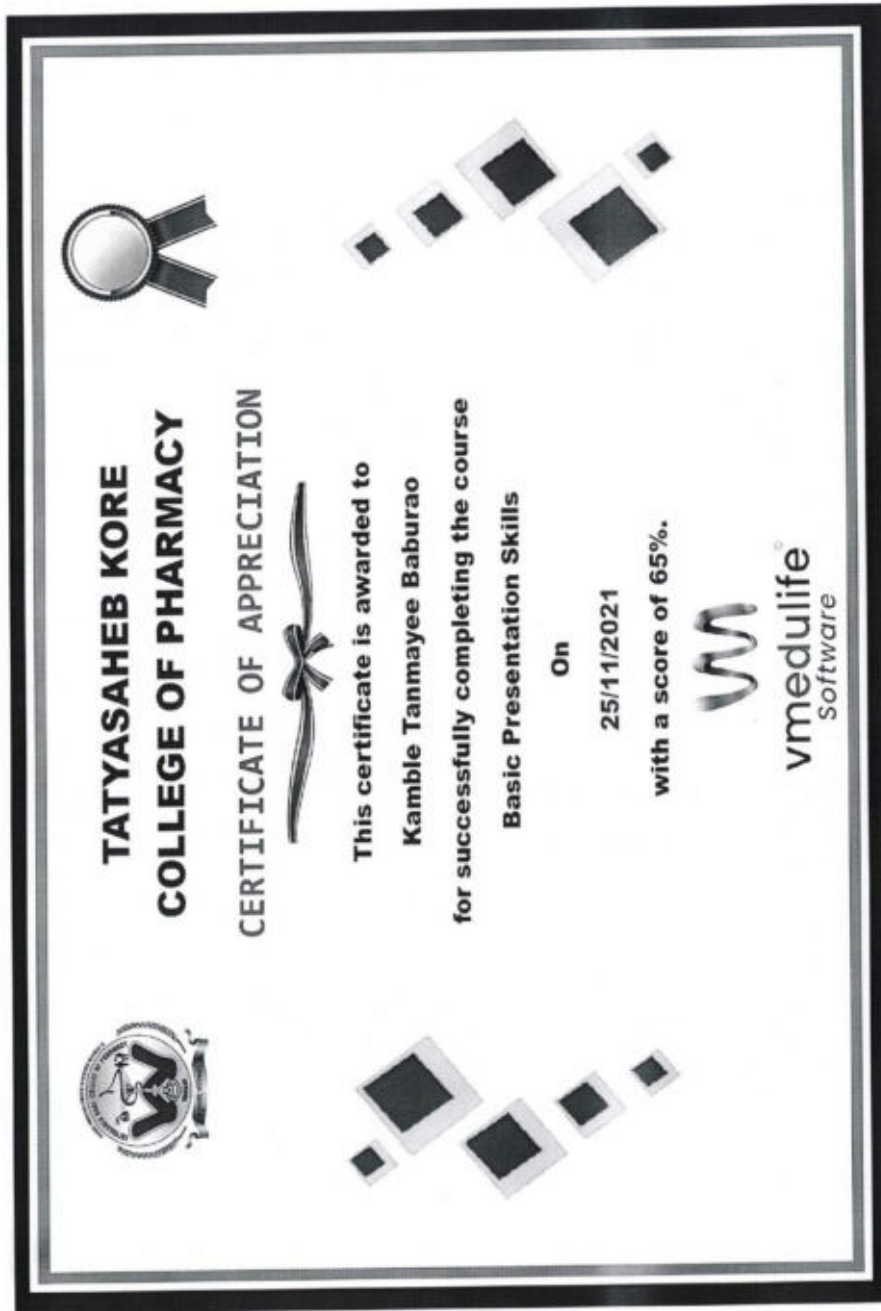 TATYASAHEB KORE
COLLEGE OF PHARMACY
CERTIFICATE OF APPRECIATION
This certificate is awarded to
Kamble Tanmayee Baburao
for successfully completing the course
Basic Presentation Skills
On
25/11/2021
with a score of 65%.
vmedulife©
Software